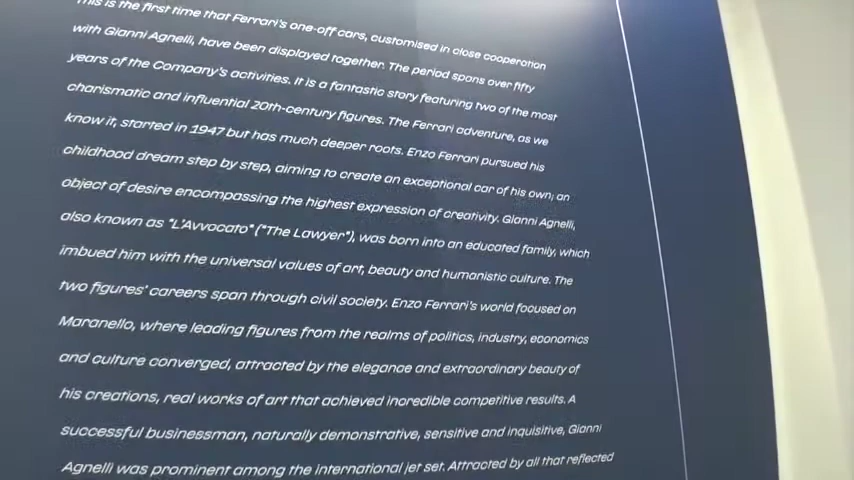 This is the first time that Ferrari's one-off cars, customised in close cooperation
with Gianni Agnelli, have been displayed together. The period spans over fifty
years of the Company's activities. It is a fantastic story featuring two of the most
charismatic and influential 20th-century figures. The Ferrari adventure, as we
know it, started in 1947 but has much deeper roots. Enzo Ferrari pursued his
childhood dream step by step, aiming to create an exceptional car of his own; an
object of desire encompassing the highest expression of creativity. Gianni Agnelli,
also known as "L'Avvocato" ("The Lawyer"), was born into an educated family, which
imbued him with the universal values of art, beauty and humanistic culture. The
two figures' careers span through civil society. Enzo Ferrari's world focused on
Maranello, where leading figures from the realms of politics, industry, economics
and culture converged, attracted by the elegance and extraordinary beauty of
his creations, real works of art that achieved incredible competitive results. A
successful businessman, naturally demonstrative, sensitive and inquisitive, Gianni
Agnelli was prominent among the international jet set. Attracted by all that reflected